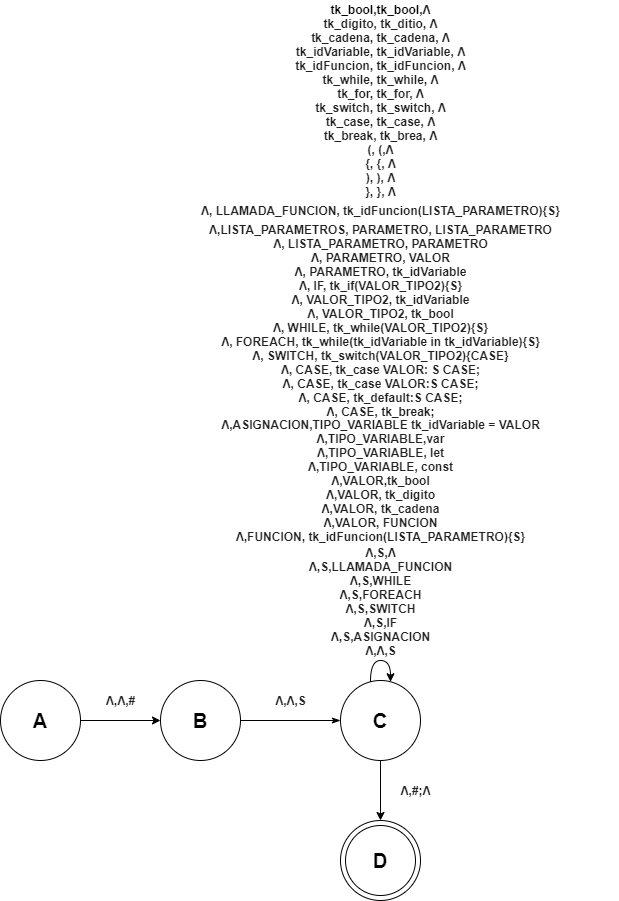 tk_bool,tk_bool,Λ
tk_digito, tk_ditio, Λ
tk_cadena, tk_cadena, Λ
tk_idVariable, tk_idVariable, Λ
tk_idFuncion, tk_idFuncion, Λ
tk_while, tk_while, Λ
tk_for, tk_for, Λ
tk_switch, tk_switch, Λ
tk_case, tk_case, Λ
tk_break, tk_brea, Λ
(, (,Λ
{, {, Λ
), ), Λ
}, }, Λ
Λ, LLAMADA_FUNCION, tk_idFuncion(LISTA_PARAMETRO){S}
Λ,LISTA_PARAMETROS, PARAMETRO, LISTA_PARAMETRO
Λ, LISTA_PARAMETRO, PARAMETRO
Λ, PARAMETRO, VALOR
Λ, PARAMETRO, tk_idVariable
Λ, IF, tk_if(VALOR_TIPO2){S}
Λ, VALOR_TIPO2, tk_idVariable
Λ, VALOR_TIPO2, tk_bool
Λ, WHILE, tk_while(VALOR_TIPO2){S}
Λ, FOREACH, tk_while(tk_idVariable in tk_idVariable){S}
Λ, SWITCH, tk_switch(VALOR_TIPO2){CASE}
Λ, CASE, tk_case VALOR: S CASE;
Λ, CASE, tk_case VALOR:S CASE;
Λ, CASE, tk_default:S CASE;
Λ, CASE, tk_break;
Λ,ASIGNACION,TIPO_VARIABLE tk_idVariable = VALOR
Λ,TIPO_VARIABLE,var
Λ,TIPO_VARIABLE, let
Λ,TIPO_VARIABLE, const
Λ,VALOR,tk_bool
Λ,VALOR, tk_digito
Λ,VALOR, tk_cadena
Λ,VALOR, FUNCION
Λ,FUNCION, tk_idFuncion(LISTA_PARAMETRO){S}
Λ,S,Λ
Λ,S,LLAMADA_FUNCION
Λ,S,WHILE
Λ,S,FOREACH
Λ,S,SWITCH
Λ,S,IF
Λ,S,ASIGNACION
Λ,Λ,S
A
Λ,Λ,#
B
Λ,Λ,S
C
Λ,#;Λ
D